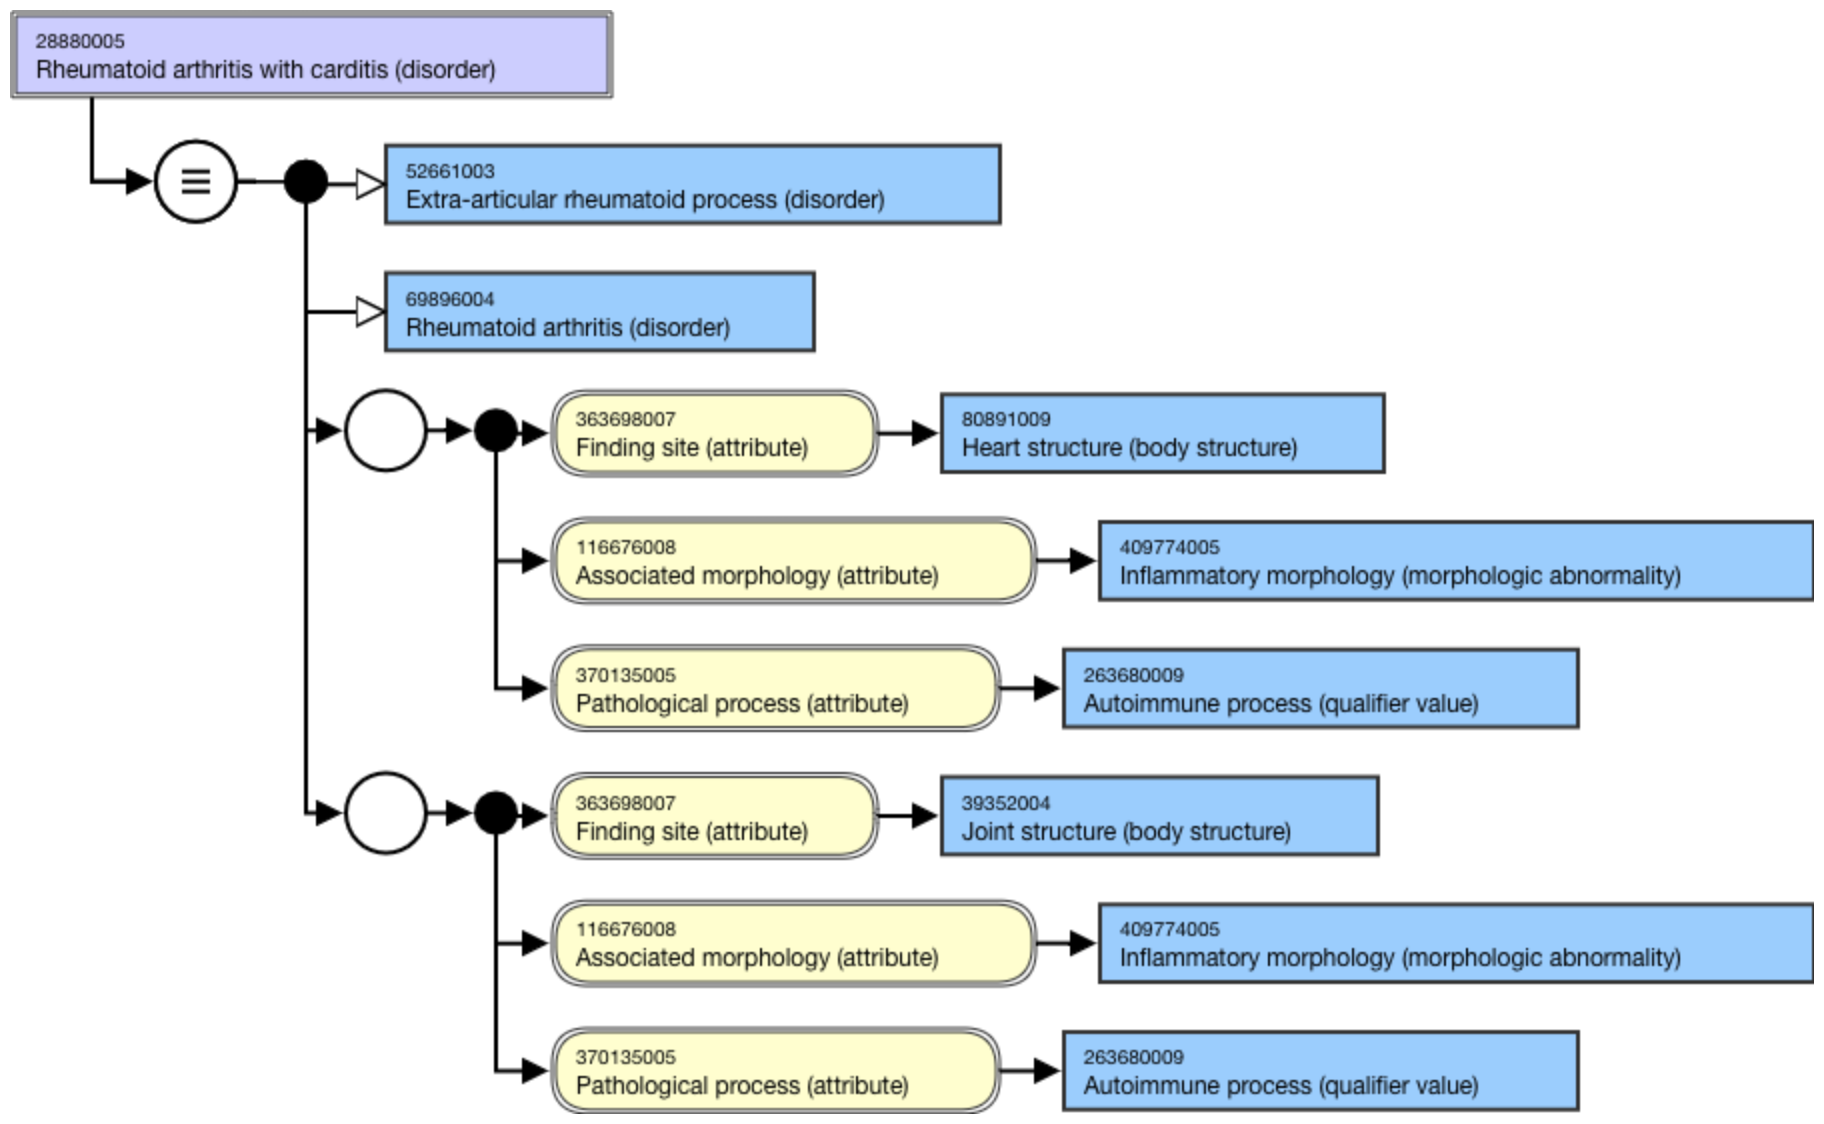 28880005
Rheumatoid arthritis with carditis (disorder)
52661003
Extra-articular rheumatoid process (disorder)
69896004
Rheumatoid arthritis (disorder)
363698007
Finding site (attribute)
80891009
Heart structure (body structure)
116676008
Associated morphology (attribute)
409774005
Inflammatory morphology (morphologic abnormality)
370135005
Pathological process (attribute)
263680009
Autoimmune process (qualifier value)
363698007
Finding site (attribute)
39352004
Joint structure (body structure)
116676008
Associated morphology (attribute)
409774005
Inflammatory morphology (morphologic abnormality)
370135005
Pathological process (attribute)
263680009
Autoimmune process (qualifier value)